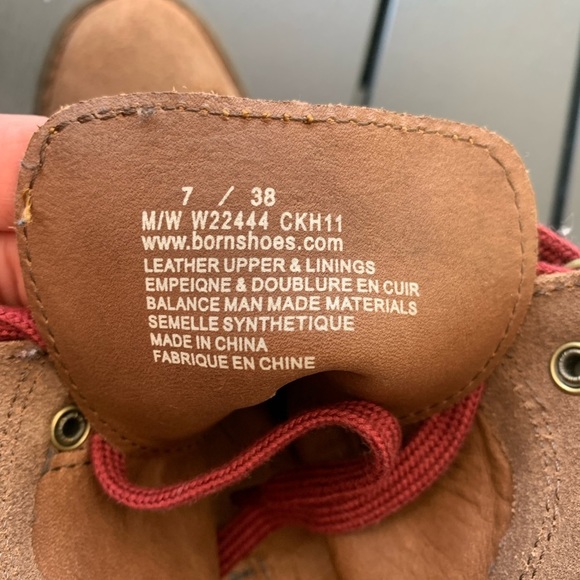 7 / 38
M/W W22444 CKH11
www.bornshoes.com
LEATHER UPPER & LININGS
EMPEIQNE & DOUBLURE EN CUIR
BALANCE MAN MADE MATERIALS
SEMELLE SYNTHETIQUE
MADE IN CHINA
FABRIQUE EN CHINE